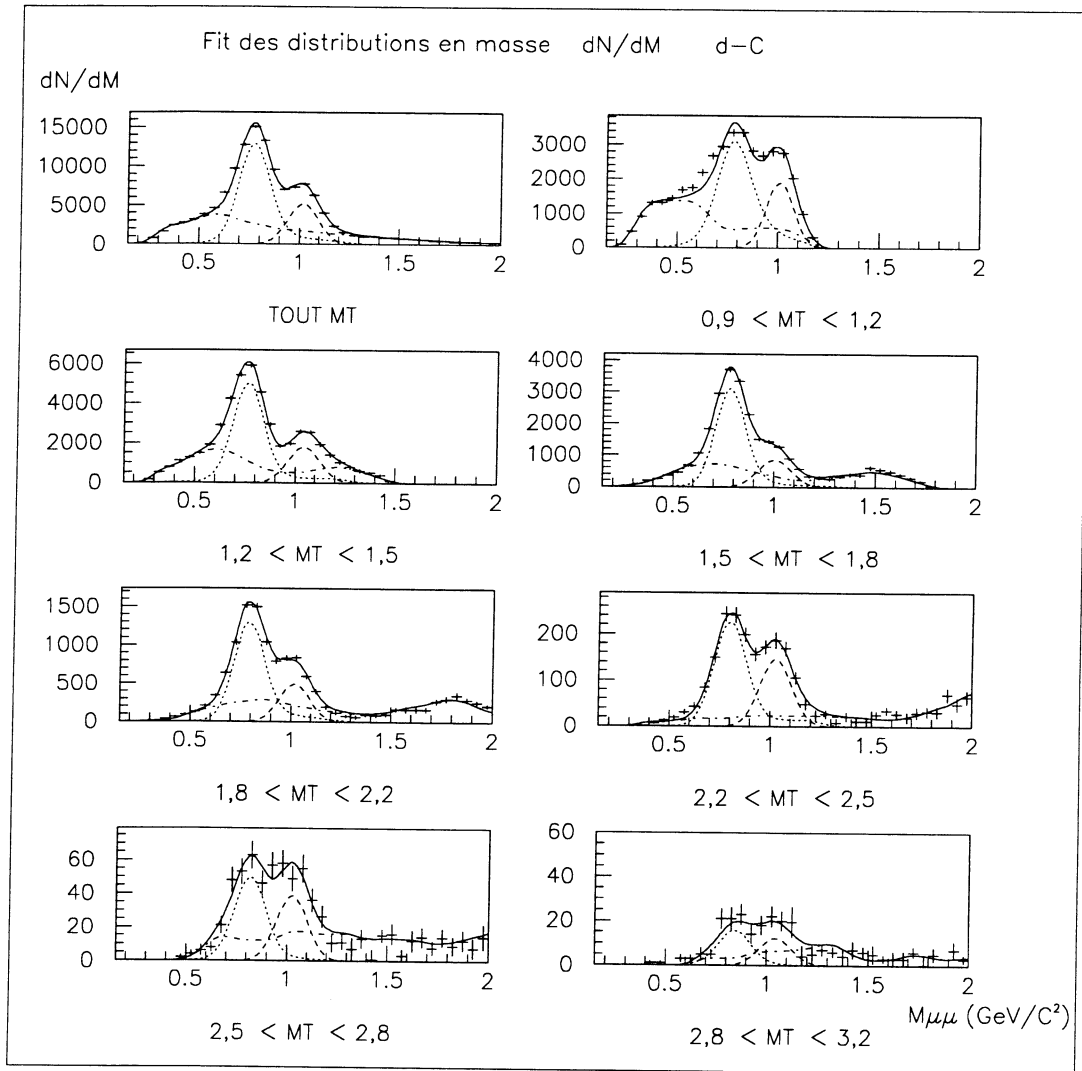 Fit des distributions en masse dN/dM d-C
dN/dM
15000
10000
5000
0
0.5 1 1.5 2
TOUT MT
3000
2000
1000
0
0.5 1 1.5 2
0,9 < MT < 1,2
6000
4000
2000
0
0.5 1 1.5 2
1,2 < MT < 1,5
4000
3000
2000
1000
0
0.5 1 1.5 2
1,5 < MT < 1,8
1500
1000
500
0
0.5 1 1.5 2
1,8 < MT < 2,2
200
100
0
0.5 1 1.5 2
2,2 < MT < 2,5
60
40
20
0
0.5 1 1.5 2
2,5 < MT < 2,8
60
40
20
0
0.5 1 1.5 2
Mμμ (GeV/C²)
2,8 < MT < 3,2